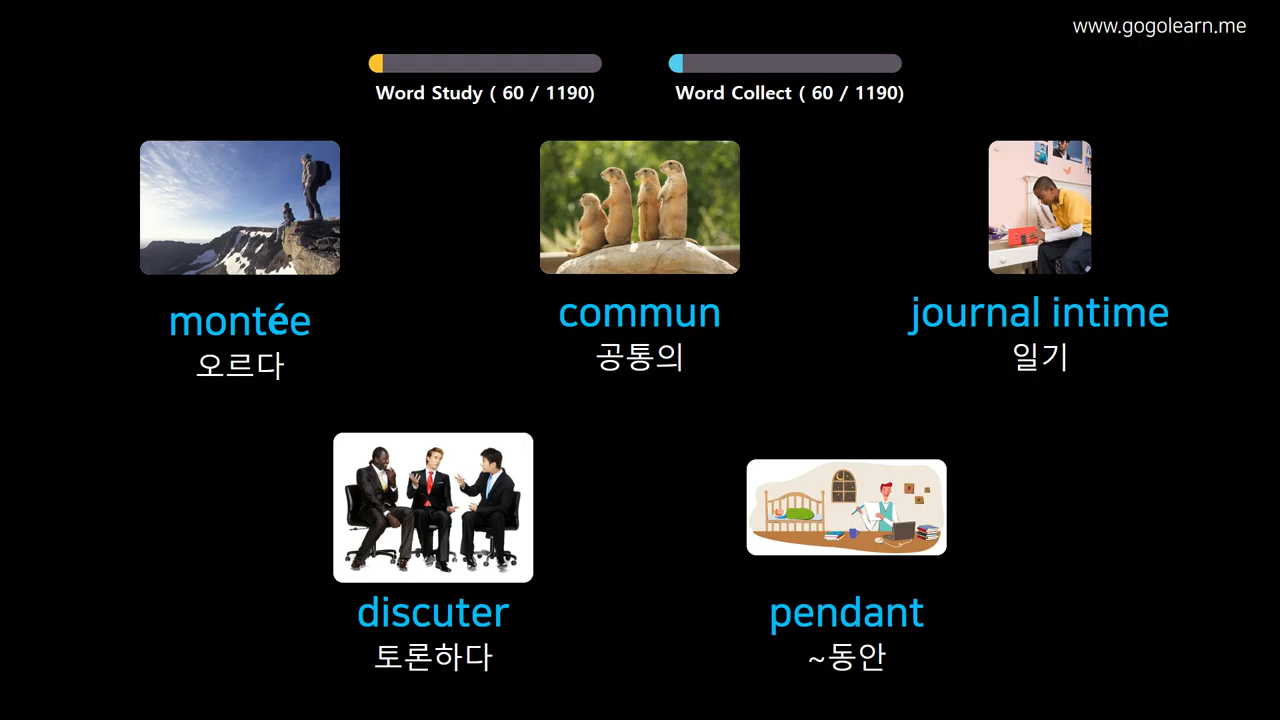 www.gogolearn.me
Word Study ( 60 / 1190)
Word Collect ( 60 / 1190)
montée
오르다
commun
공통의
journal intime
일기
discuter
토론하다
pendant
~동안